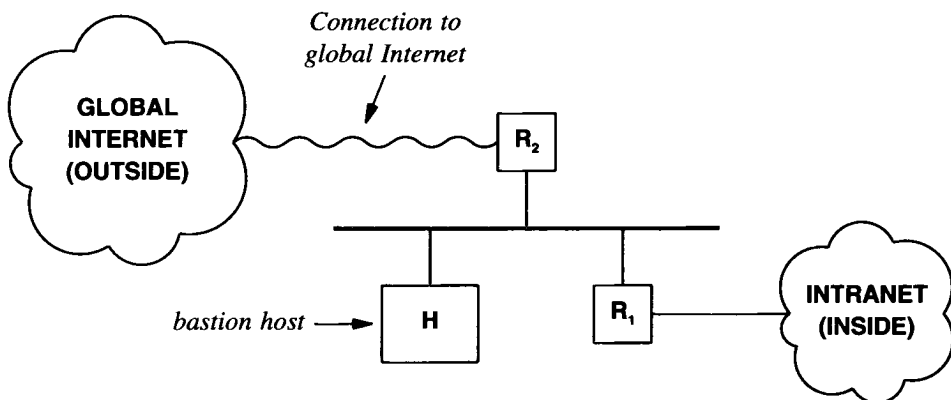 Connection to
global Internet
GLOBAL
INTERNET
(OUTSIDE)
R₂
bastion host
H
R₁
INTRANET
(INSIDE)